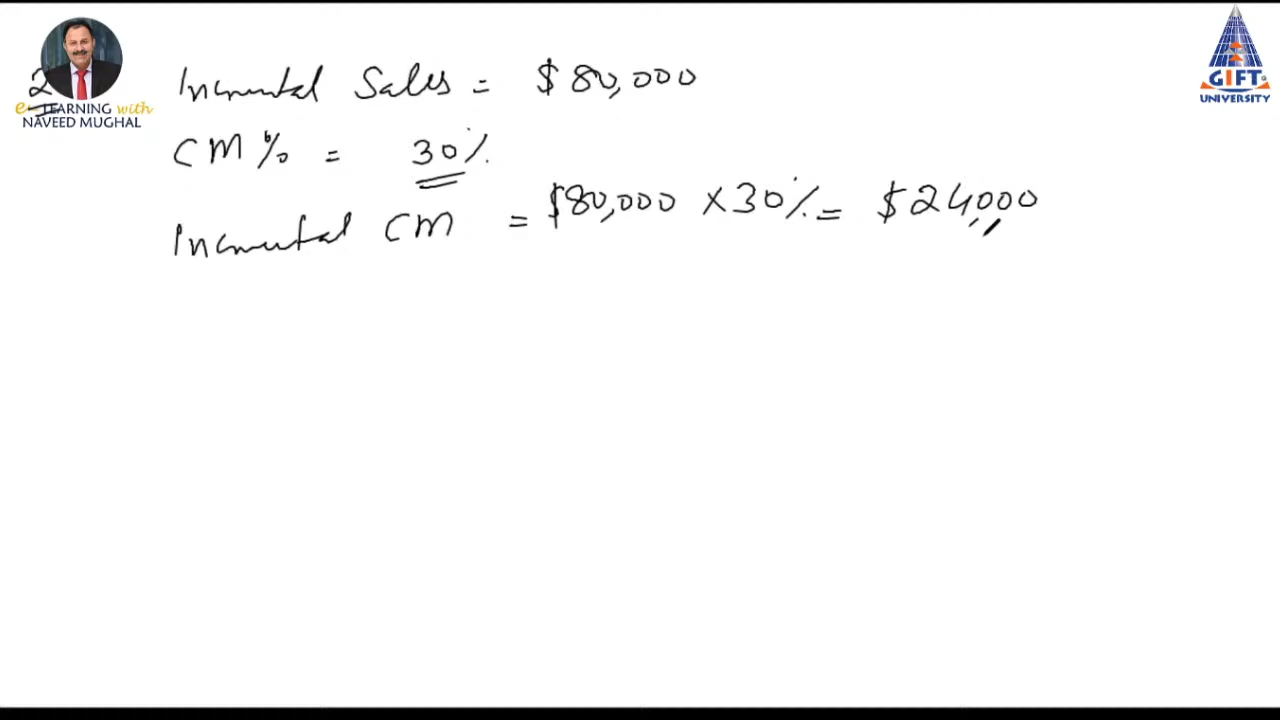 2
Incremental Sales = $80,000
CM% = 30%
Incremental CM = $80,000 × 30% = $24,000
e-LEARNING with
NAVEED MUGHAL
GIFT
UNIVERSITY